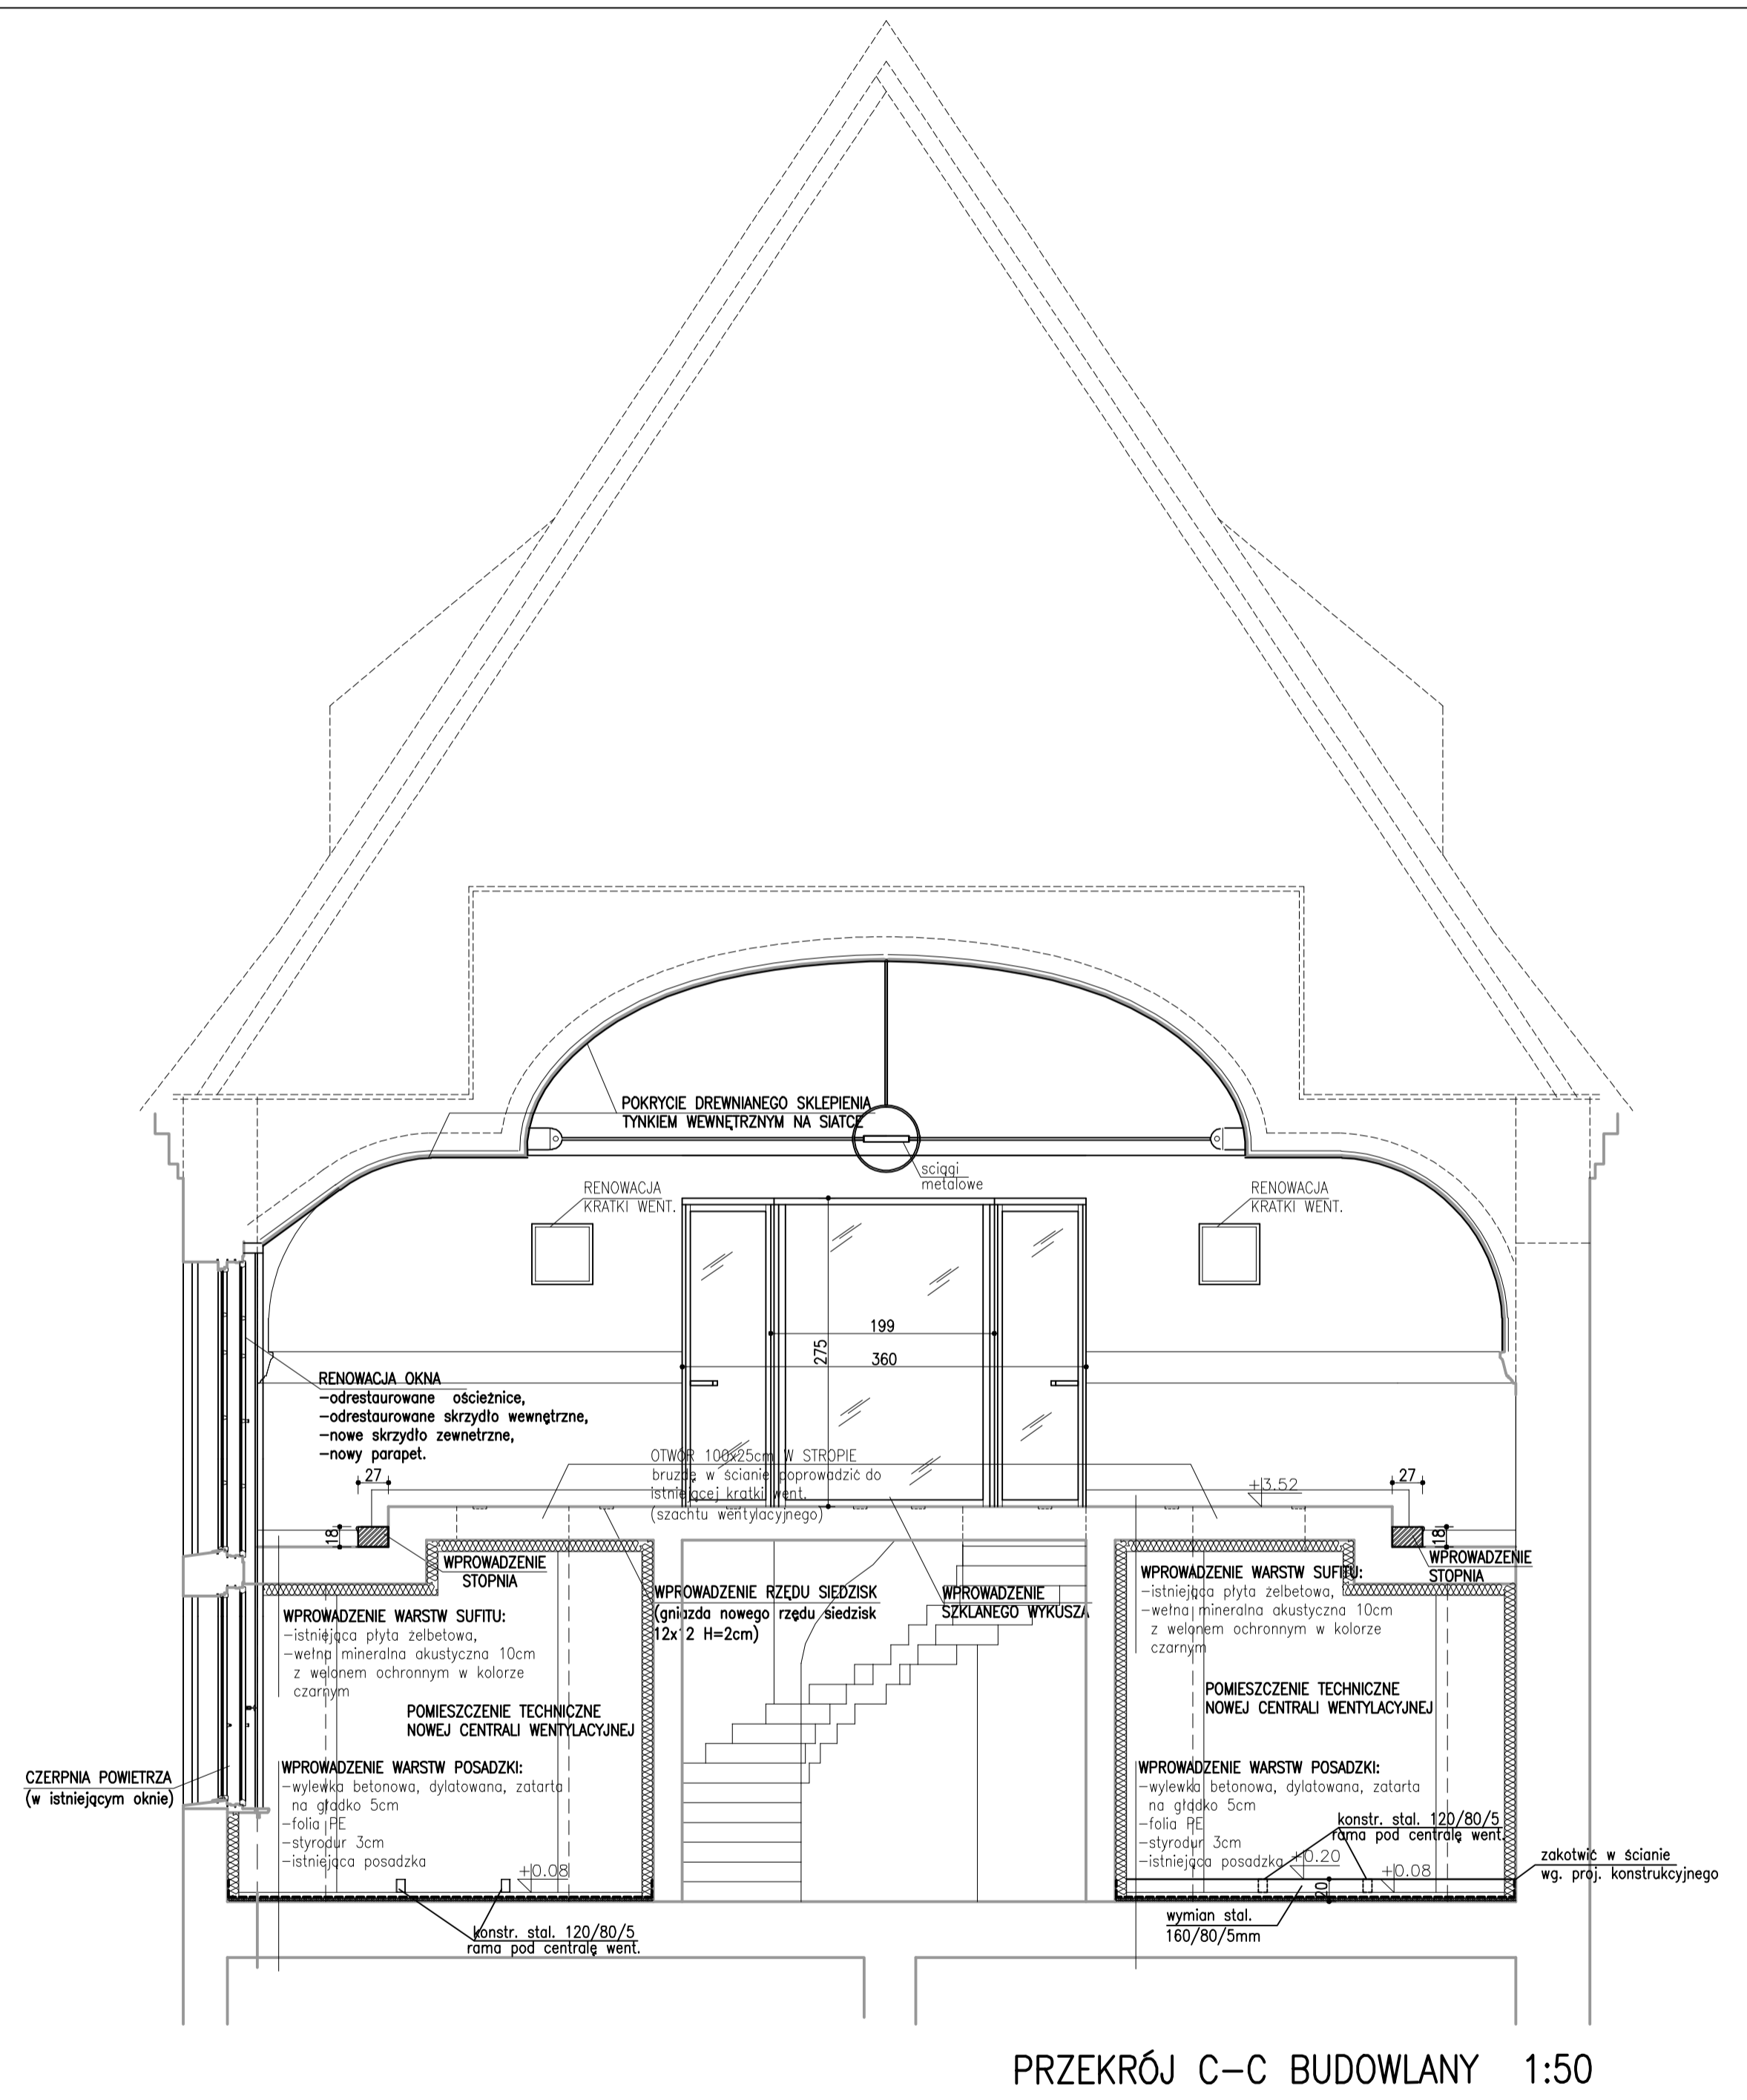 POKRYCIE DREWNIANEGO SKLEPIENIA
TYNKIEM WEWNĘTRZNYM NA SIATCE
sciągi
metalowe
RENOWACJA
KRATKI WENT.
RENOWACJA
KRATKI WENT.
199
275
360
RENOWACJA OKNA
-odrestaurowane ościeżnice,
-odrestaurowane skrzydło wewnętrzne,
-nowe skrzydło zewnetrzne,
-nowy parapet.
OTWÓR 100x25cm W STROPIE
bruzdę w ścianie poprowadzić do
istniejącej kratki went.
(szachtu wentylacyjnego)
27
18
+3.52
27
18
WPROWADZENIE
STOPNIA
WPROWADZENIE
STOPNIA
WPROWADZENIE RZĘDU SIEDZISK
(gniazda nowego rzędu siedzisk
12x12 H=2cm)
WPROWADZENIE
SZKLANEGO WYKUSZA
WPROWADZENIE WARSTW SUFITU:
-istniejąca płyta żelbetowa,
-wełna mineralna akustyczna 10cm
z welonem ochronnym w kolorze
czarnym
WPROWADZENIE WARSTW SUFITU:
-istniejąca płyta żelbetowa,
-wełna mineralna akustyczna 10cm
z welonem ochronnym w kolorze
czarnym
POMIESZCZENIE TECHNICZNE
NOWEJ CENTRALI WENTYLACYJNEJ
POMIESZCZENIE TECHNICZNE
NOWEJ CENTRALI WENTYLACYJNEJ
CZERPNIA POWIETRZA
(w istniejącym oknie)
WPROWADZENIE WARSTW POSADZKI:
-wylewka betonowa, dylatowana, zatarta
na gładko 5cm
-folia PE
-styrodur 3cm
-istniejąca posadzka
+0.08
WPROWADZENIE WARSTW POSADZKI:
-wylewka betonowa, dylatowana, zatarta
na gładko 5cm
-folia PE
-styrodur 3cm
-istniejąca posadzka
+0.20
+0.08
20
konstr. stal. 120/80/5
rama pod centralę went.
zakotwić w ścianie
wg. proj. konstrukcyjnego
konstr. stal. 120/80/5
rama pod centralę went.
wymian stal.
160/80/5mm
PRZEKRÓJ C-C BUDOWLANY 1:50